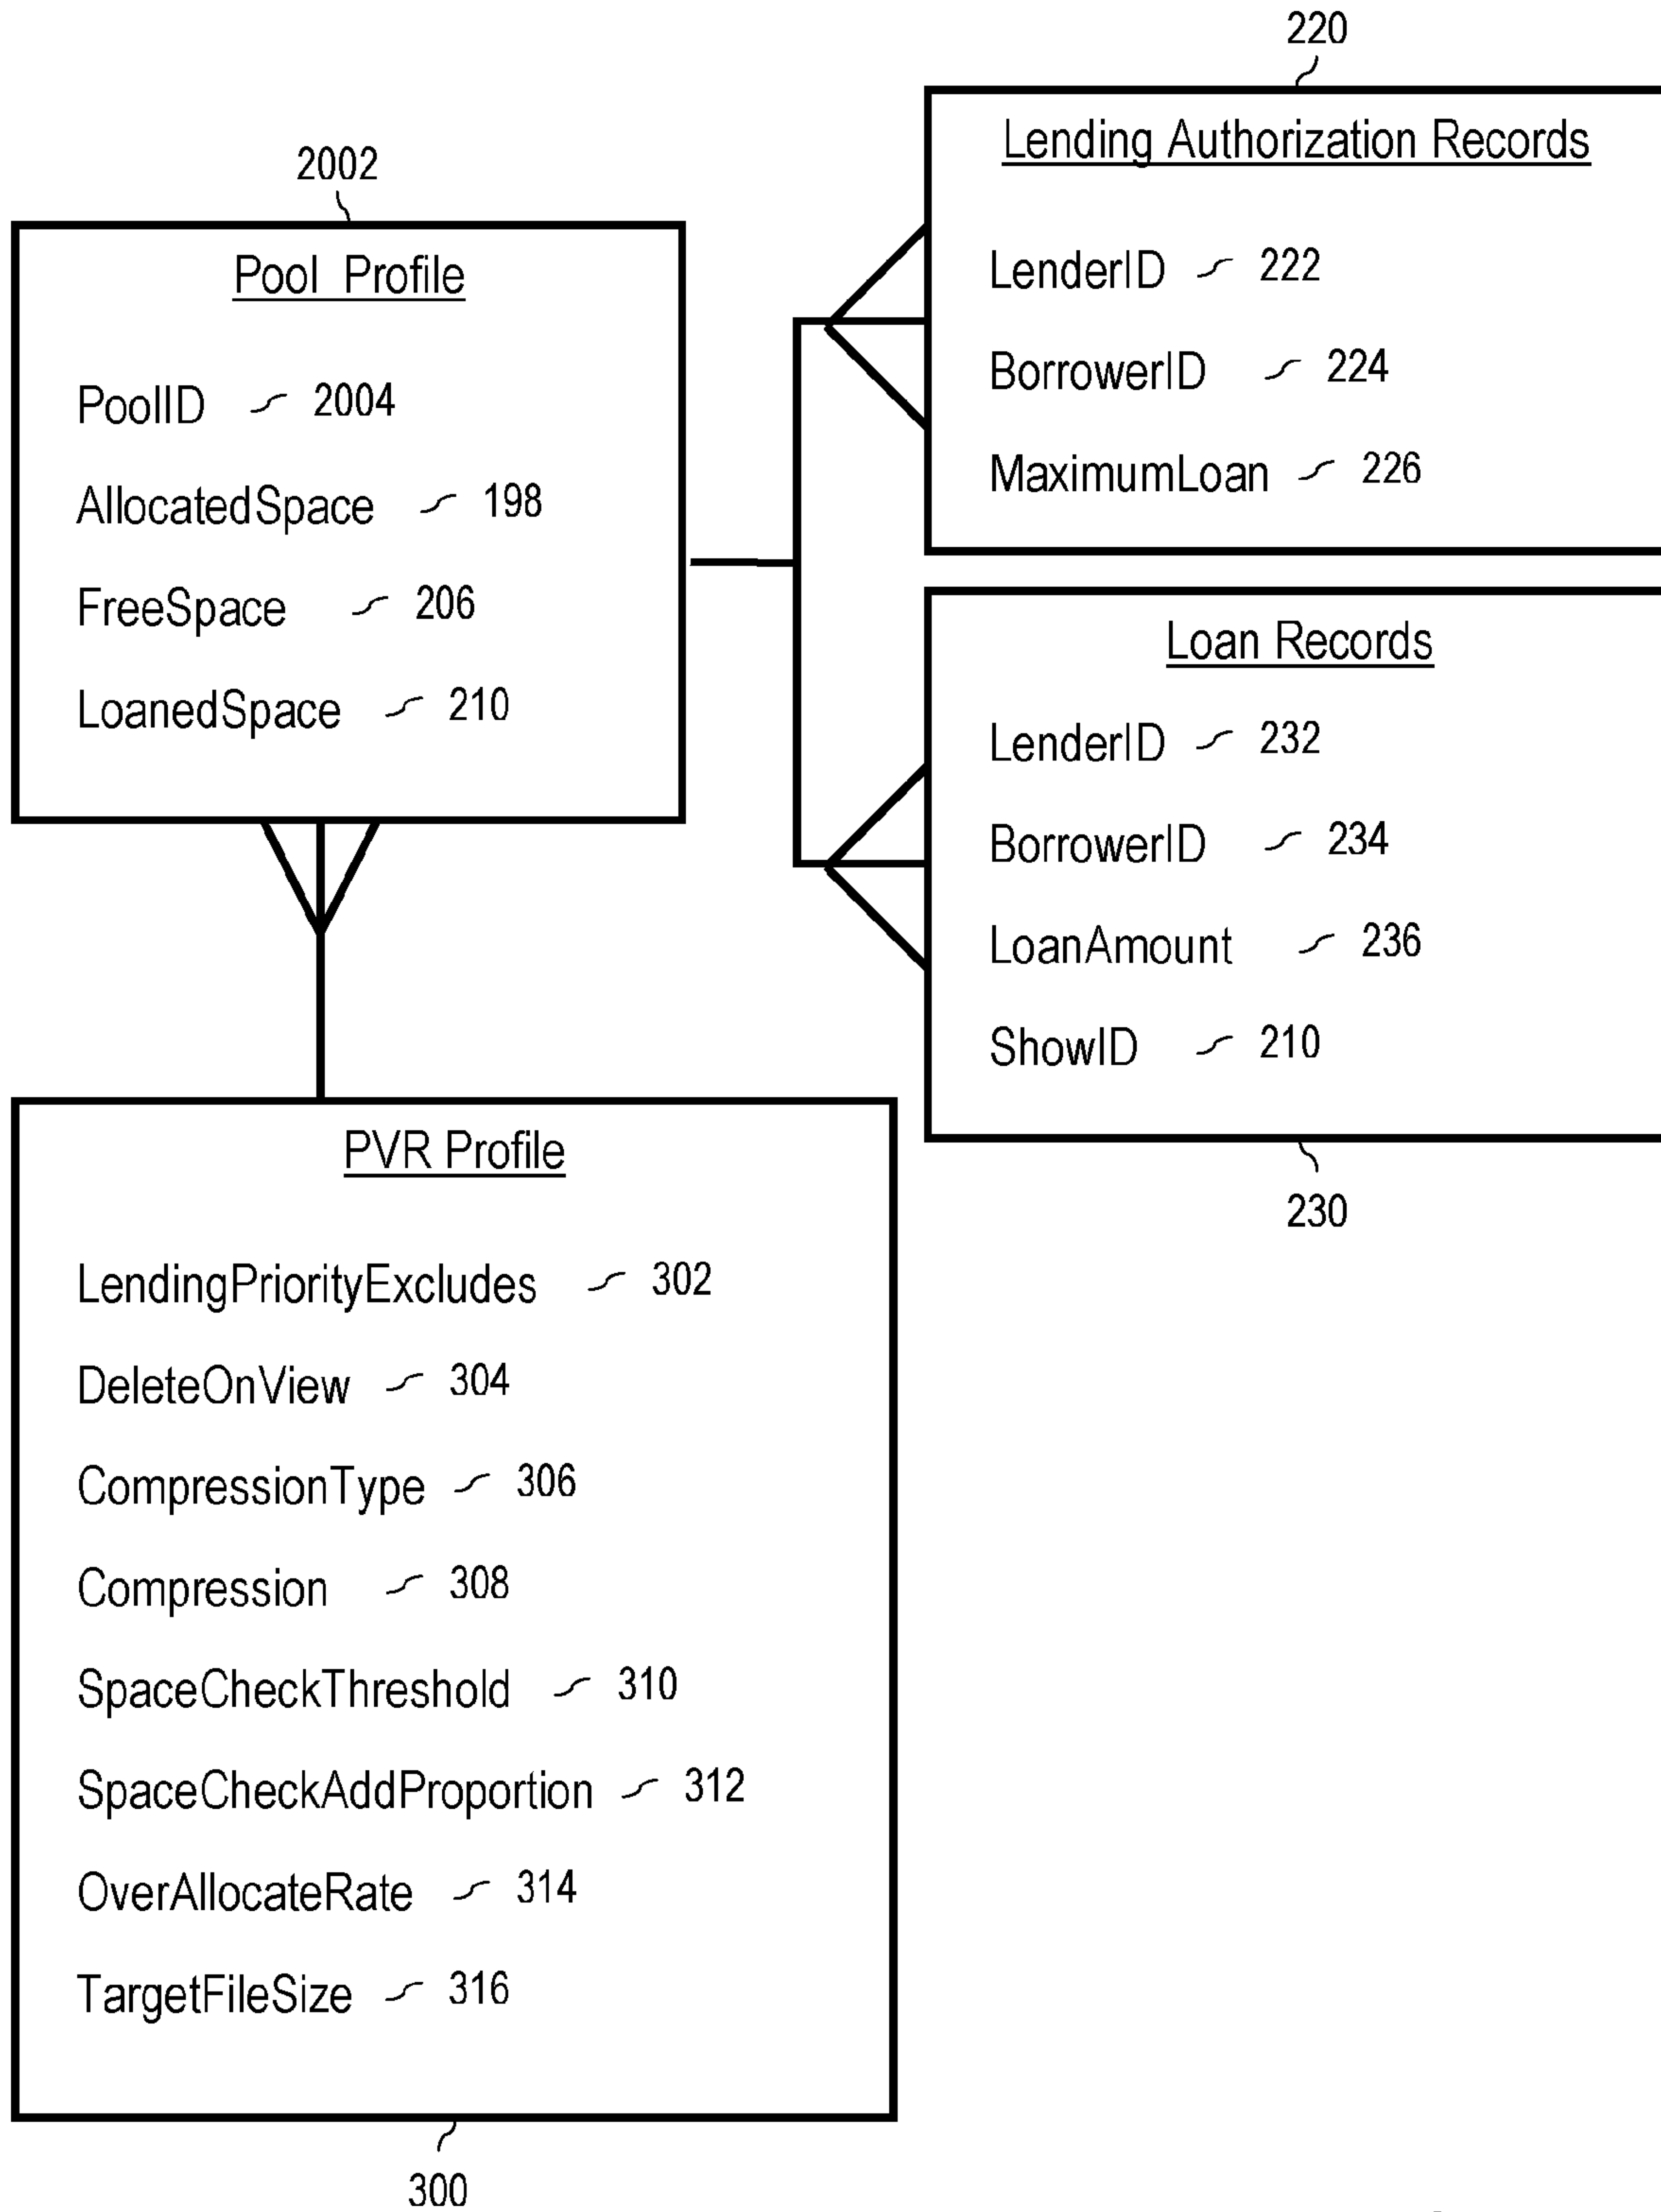 2002
Pool Profile
PoolID 2004
AllocatedSpace 198
FreeSpace 206
LoanedSpace 210
220
Lending Authorization Records
LenderID 222
BorrowerID 224
MaximumLoan 226
Loan Records
LenderID 232
BorrowerID 234
LoanAmount 236
ShowID 210
230
PVR Profile
LendingPriorityExcludes 302
DeleteOnView 304
CompressionType 306
Compression 308
SpaceCheckThreshold 310
SpaceCheckAddProportion 312
OverAllocateRate 314
TargetFileSize 316
300